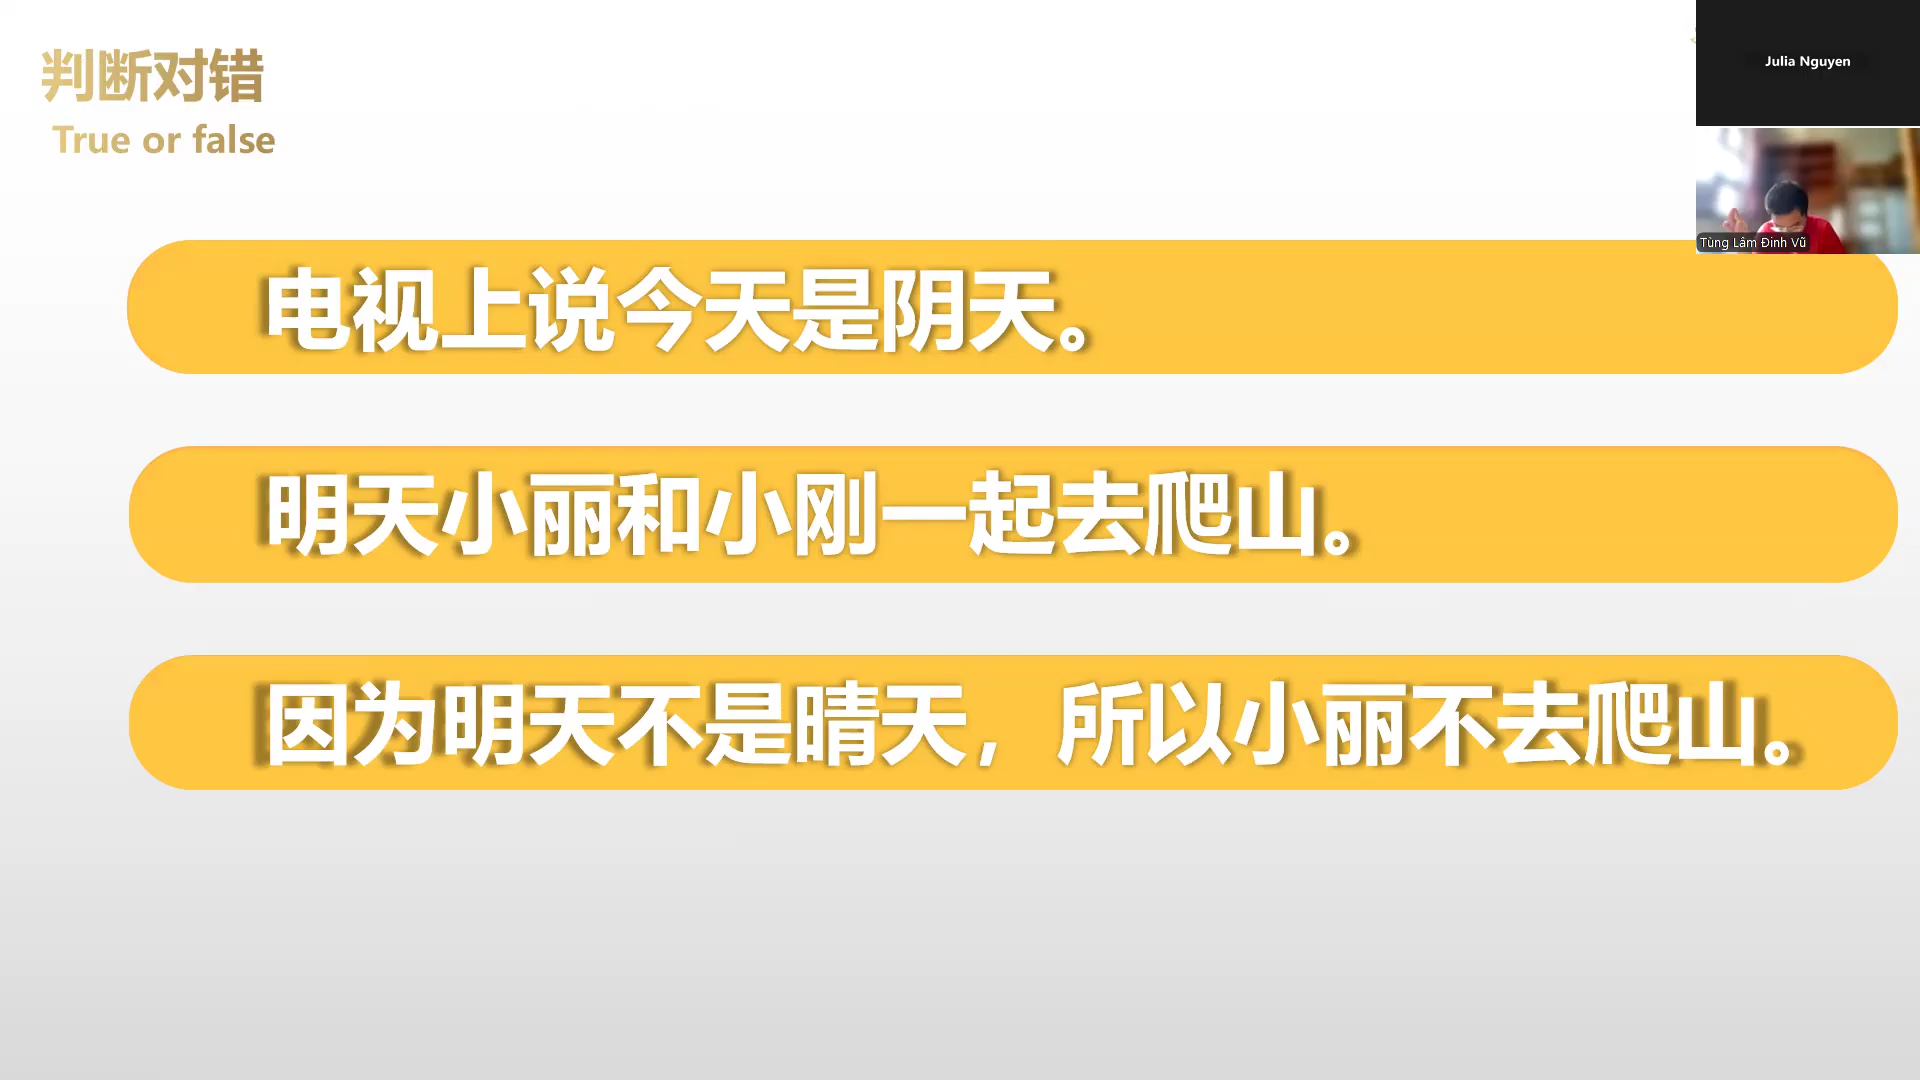 判断对错
True or false
Julia Nguyen
Tùng Lâm Đinh Vũ
电视上说今天是阴天。
明天小丽和小刚一起去爬山。
因为明天不是晴天，所以小丽不去爬山。